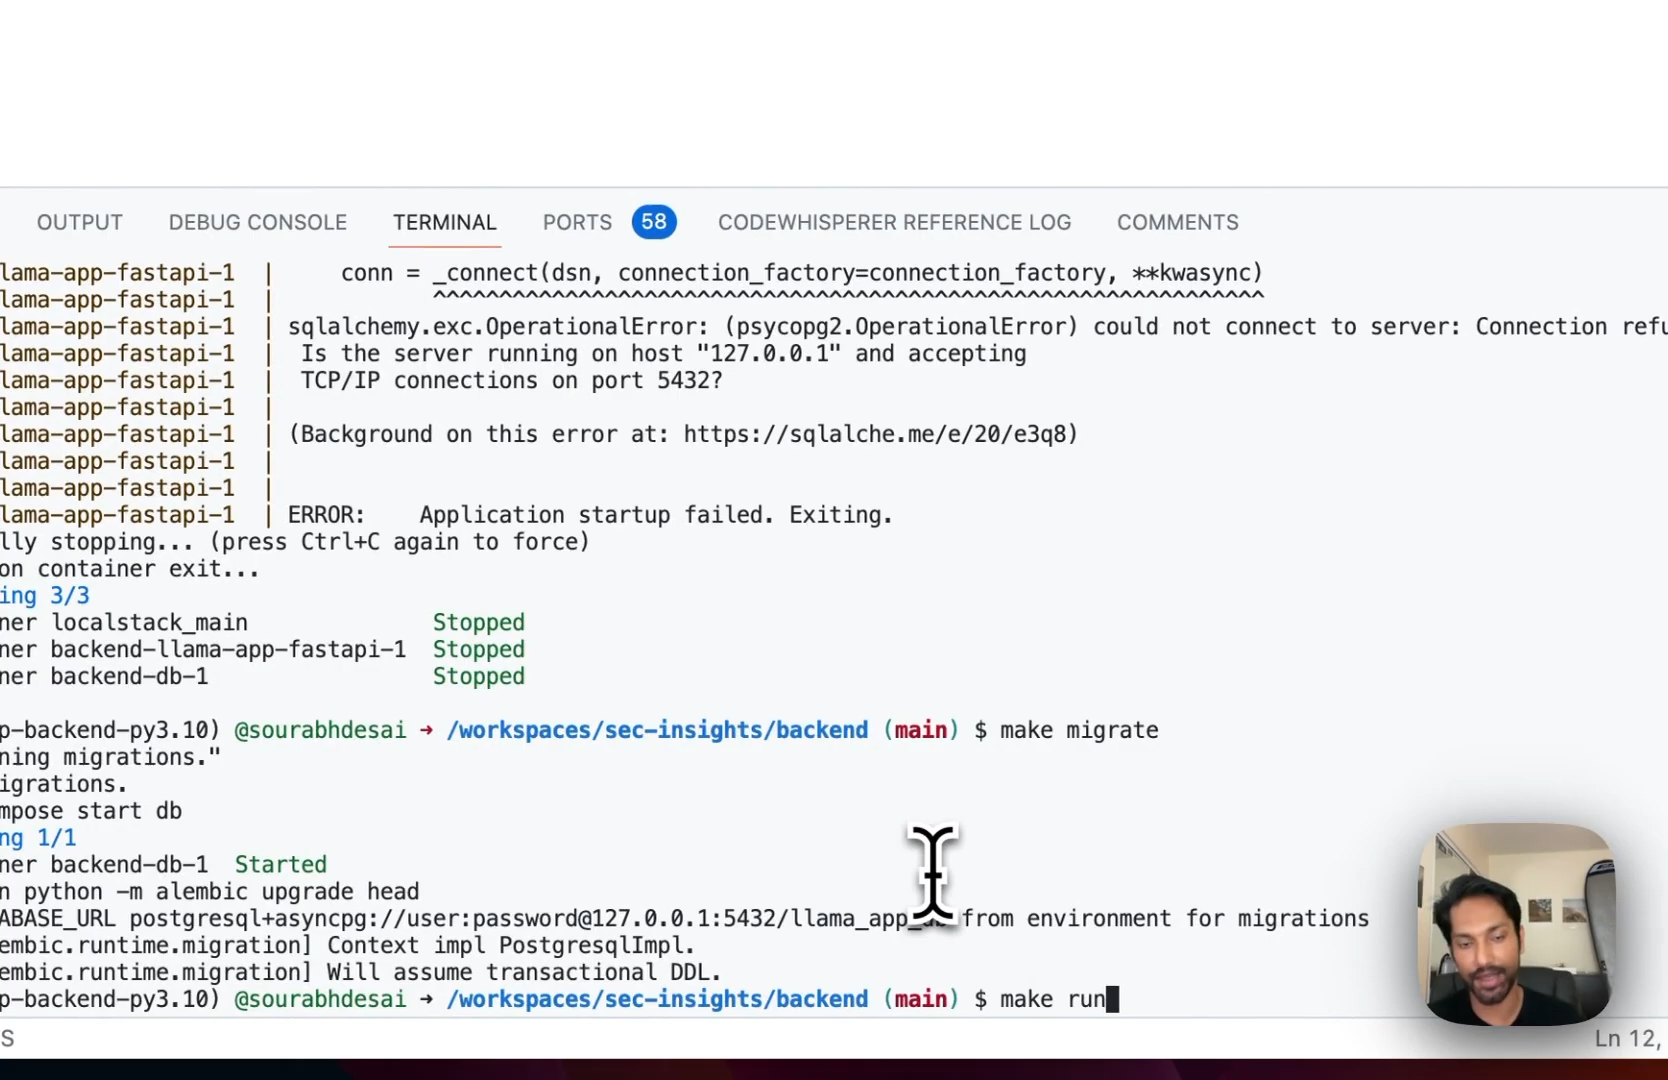 OUTPUT DEBUG CONSOLE TERMINAL PORTS 58 CODEWHISPERER REFERENCE LOG COMMENTS
lama-app-fastapi-1 | conn = _connect(dsn, connection_factory=connection_factory, **kwasync)
lama-app-fastapi-1 | ^^^^^^^^^^^^^^^^^^^^^^^^^^^^^^^^^^^^^^^^^^^^^^^^^^^^^^^^^^^^^^^
lama-app-fastapi-1 | sqlalchemy.exc.OperationalError: (psycopg2.OperationalError) could not connect to server: Connection refu
lama-app-fastapi-1 | Is the server running on host "127.0.0.1" and accepting
lama-app-fastapi-1 | TCP/IP connections on port 5432?
lama-app-fastapi-1 |
lama-app-fastapi-1 | (Background on this error at: https://sqlalche.me/e/20/e3q8)
lama-app-fastapi-1 |
lama-app-fastapi-1 |
lama-app-fastapi-1 | ERROR: Application startup failed. Exiting.
lly stopping... (press Ctrl+C again to force)
on container exit...
ing 3/3
ner localstack_main Stopped
ner backend-llama-app-fastapi-1 Stopped
ner backend-db-1 Stopped
p-backend-py3.10) @sourabhdesai → /workspaces/sec-insights/backend (main) $ make migrate
ning migrations."
igrations.
mpose start db
ng 1/1
ner backend-db-1 Started
n python -m alembic upgrade head
ABASE_URL postgresql+asyncpg://user:password@127.0.0.1:5432/llama_app_db from environment for migrations
embic.runtime.migration] Context impl PostgresqlImpl.
embic.runtime.migration] Will assume transactional DDL.
p-backend-py3.10) @sourabhdesai → /workspaces/sec-insights/backend (main) $ make run
S Ln 12,